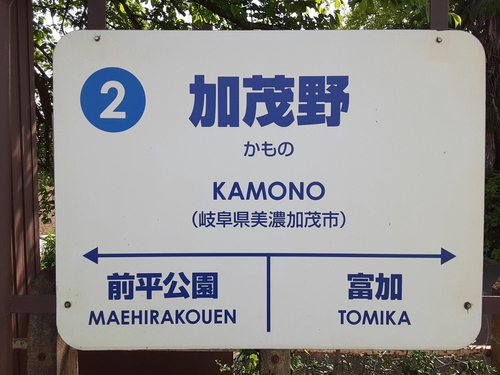 2
加茂野
かもの
KAMONO
（岐阜県美濃加茂市）
前平公園 富加
MAEHIRAKOUEN TOMIKA